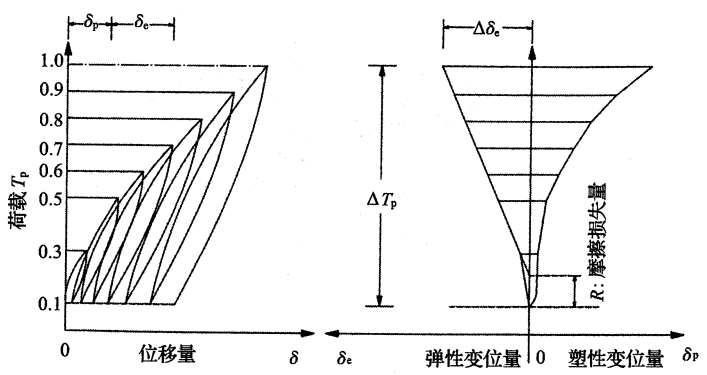 δp δe
1.0
0.9
0.8
0.7
0.6
0.5
0.3
0.1
荷载 Tp
0 位移量 δ
Δδe
ΔTp
R: 摩擦损失量
δe 弹性变位量 0 塑性变位量 δp